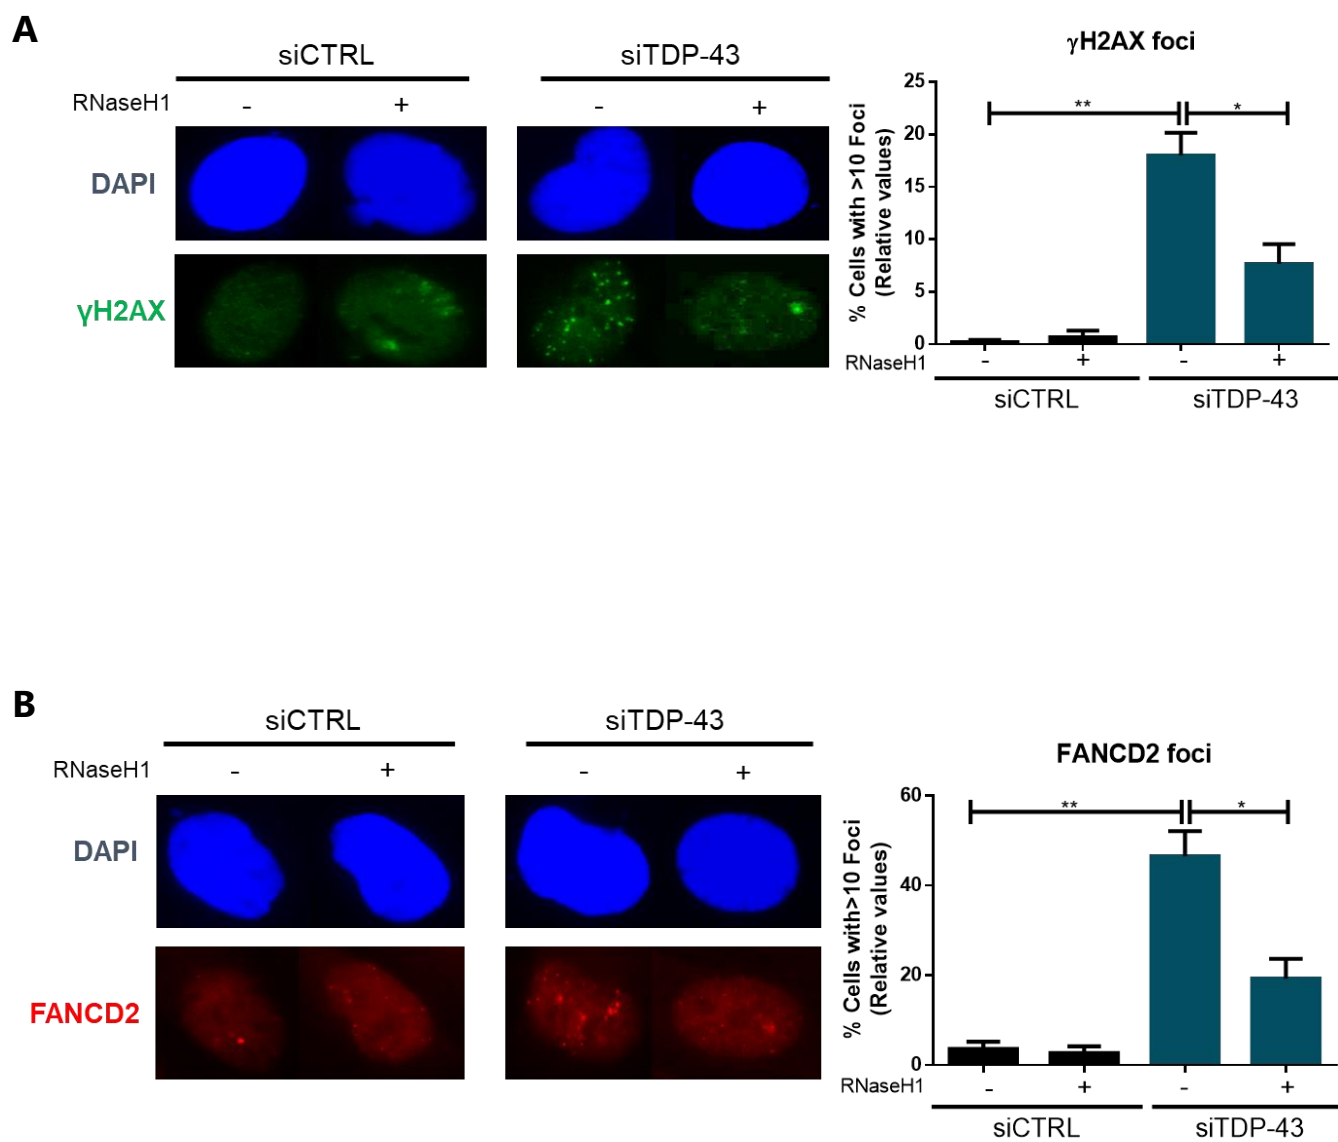 A
siCTRL
siTDP-43
RNaseH1 - + - +
DAPI
γH2AX
γH2AX foci
% Cells with >10 Foci
(Relative values)
25
20
15
10
5
0
** *
RNaseH1 - + - +
siCTRL siTDP-43
B
siCTRL
siTDP-43
RNaseH1 - + - +
DAPI
FANCD2
FANCD2 foci
% Cells with>10 Foci
(Relative values)
60
40
20
0
** *
RNaseH1 - + - +
siCTRL siTDP-43